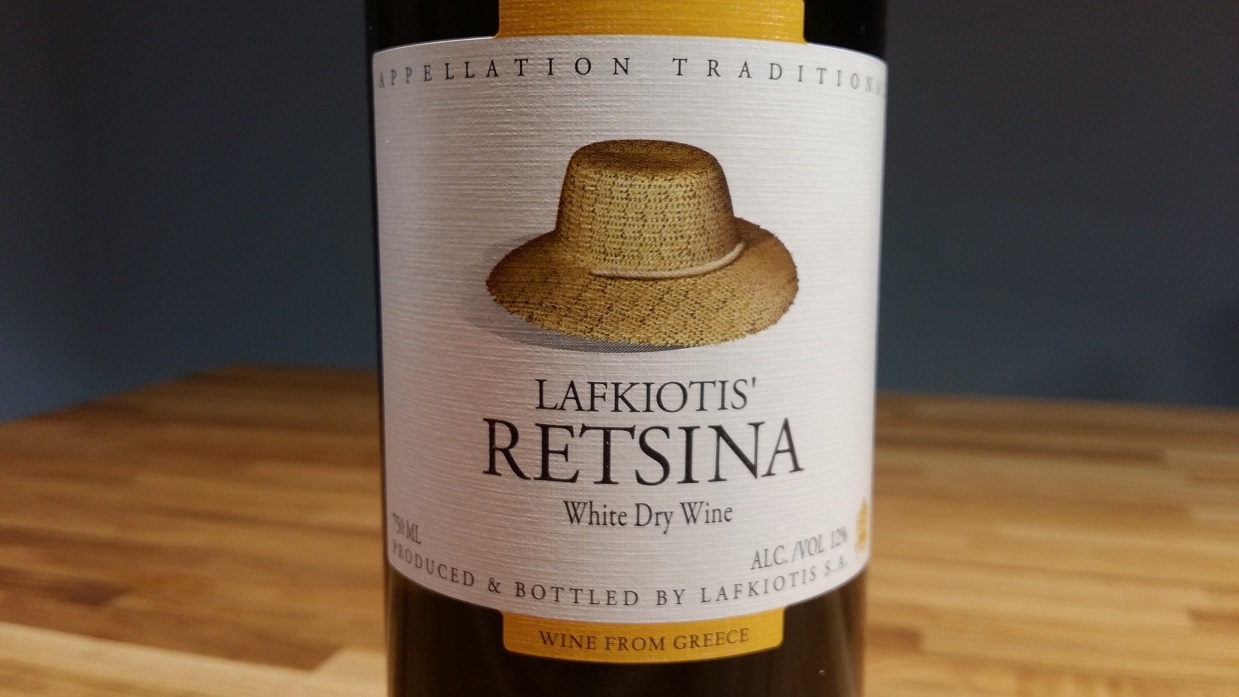 APPELLATION TRADITIONA
LAFKIOTIS'
RETSINA
White Dry Wine
750 ML
ALC. /VOL 12%
PRODUCED & BOTTLED BY LAFKIOTIS S.A.
WINE FROM GREECE